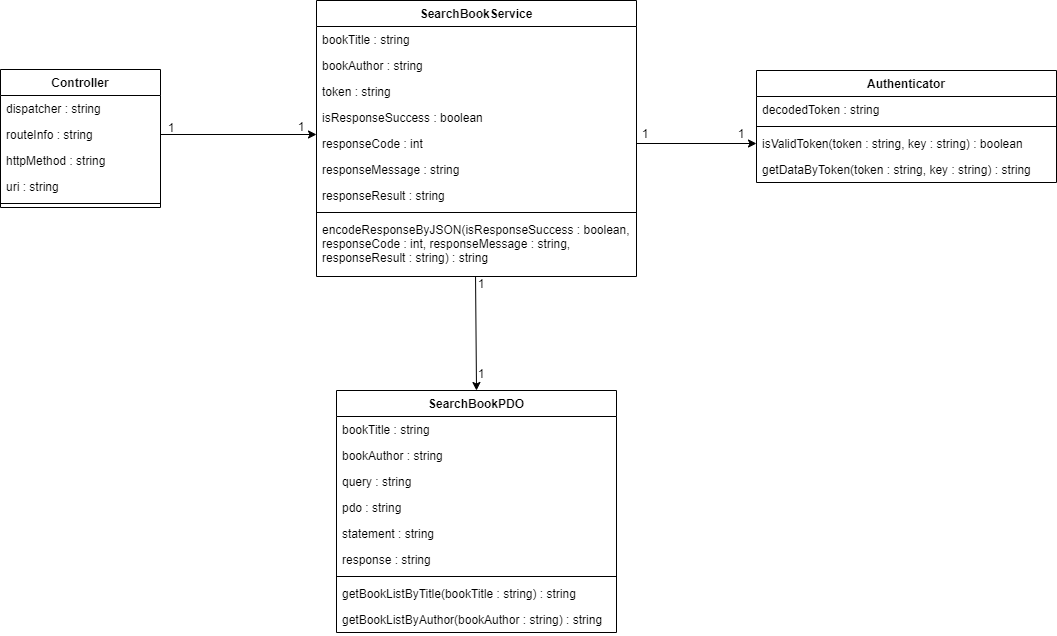 SearchBookService
bookTitle : string
bookAuthor : string
token : string
isResponseSuccess : boolean
responseCode : int
responseMessage : string
responseResult : string
encodeResponseByJSON(isResponseSuccess : boolean,
responseCode : int, responseMessage : string,
responseResult : string) : string
Controller
dispatcher : string
routeInfo : string
httpMethod : string
uri : string
1
1
Authenticator
decodedToken : string
isValidToken(token : string, key : string) : boolean
getDataByToken(token : string, key : string) : string
1
1
1
1
SearchBookPDO
bookTitle : string
bookAuthor : string
query : string
pdo : string
statement : string
response : string
getBookListByTitle(bookTitle : string) : string
getBookListByAuthor(bookAuthor : string) : string